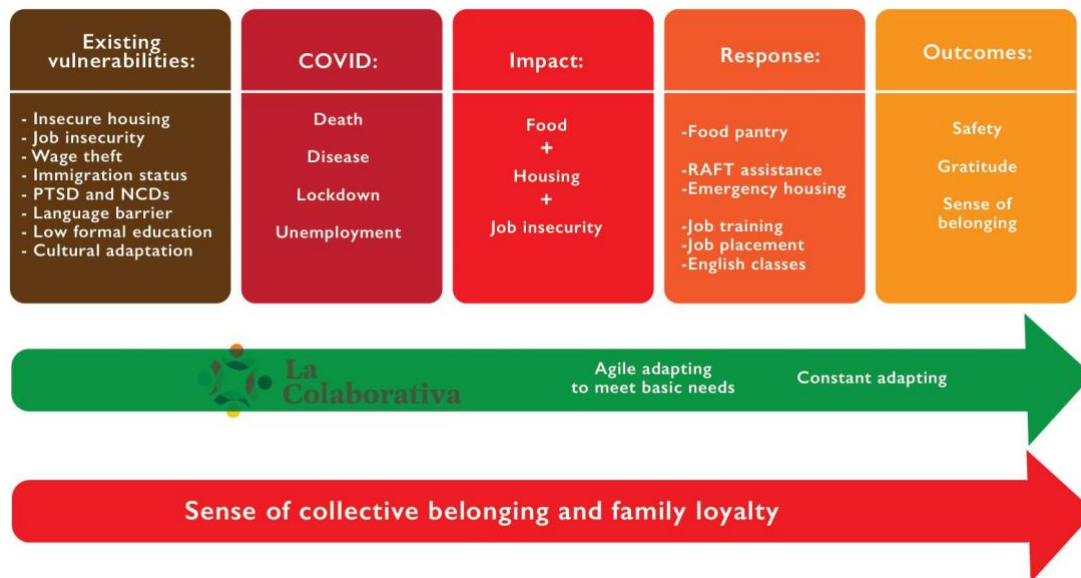 Existing
vulnerabilities:
- Insecure housing
- Job insecurity
- Wage theft
- Immigration status
- PTSD and NCDs
- Language barrier
- Low formal education
- Cultural adaptation
COVID:
Death
Disease
Lockdown
Unemployment
Impact:
Food
+
Housing
+
Job insecurity
Response:
-Food pantry
-RAFT assistance
-Emergency housing
-Job training
-Job placement
-English classes
Outcomes:
Safety
Gratitude
Sense of
belonging
La
Colaborativa
Agile adapting
to meet basic needs
Constant adapting
Sense of collective belonging and family loyalty